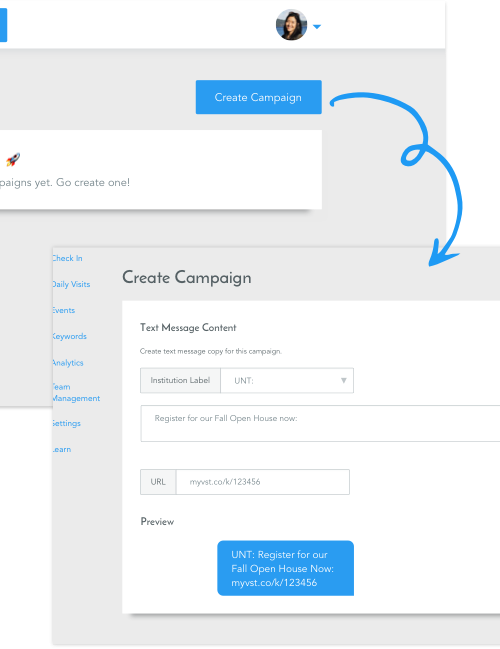 Create Campaign
paigns yet. Go create one!
Check In
Daily Visits
Events
Keywords
Analytics
Team
Management
Settings
Learn
Create Campaign
Text Message Content
Create text message copy for this campaign.
Institution Label
UNT:
Register for our Fall Open House now:
URL
myvst.co/k/123456
Preview
UNT: Register for our
Fall Open House Now:
myvst.co/k/123456